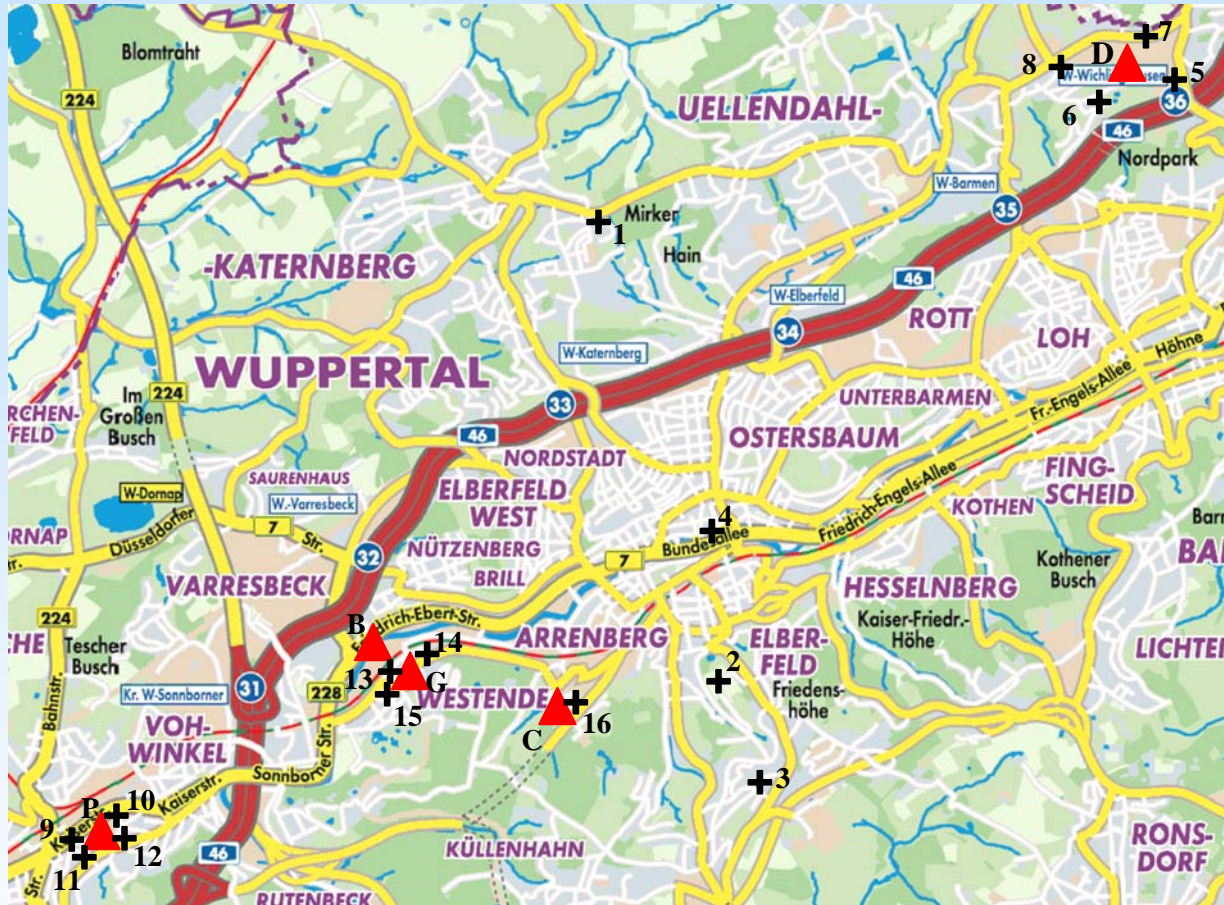 Blomtraht
224
UELLENDAHL-
D
7
8
W-Wichlinghausen
5
36
6
46
Nordpark
W-Barmen
35
1
Mirker
Hain
-KATERNBERG
46
W-Elberfeld
34
ROTT
LOH
Höhne
W-Katernberg
WUPPERTAL
33
Im
Großen
Busch
224
UNTERBARMEN
Fr.-Engels-Allee
RCHEN-
FELD
46
OSTERSBAUM
NORDSTADT
SAURENHAUS
ELBERFELD
WEST
W-Dornap
W.-Varresbeck
FING-
SCHEID
KOTHEN
Friedrich-Engels-Allee
4
Bundesallee
7
Düsseldorfer
7
Str.
ORNAP
32
NÜTZENBERG
BRILL
VARRESBECK
HESSELNBERG
Kothener
Busch
Barm
BA
224
Friedrich-Ebert-Str.
B
ARRENBERG
ELBER-
FELD
Kaiser-Friedr.-
Höhe
LICHTE
CHE
Tescher
Busch
14
13
G
15
WESTENDE
2
Friedens-
höhe
Kr. W-Sonnborner
31
228
Bahnstr.
VOH-
WINKEL
Sonnborner Str.
16
C
3
P
10
Kaiserstr.
Kaiserstr.
9
12
11
46
KÜLLENHAHN
RONS-
DORF
Str.
RUTENBECK